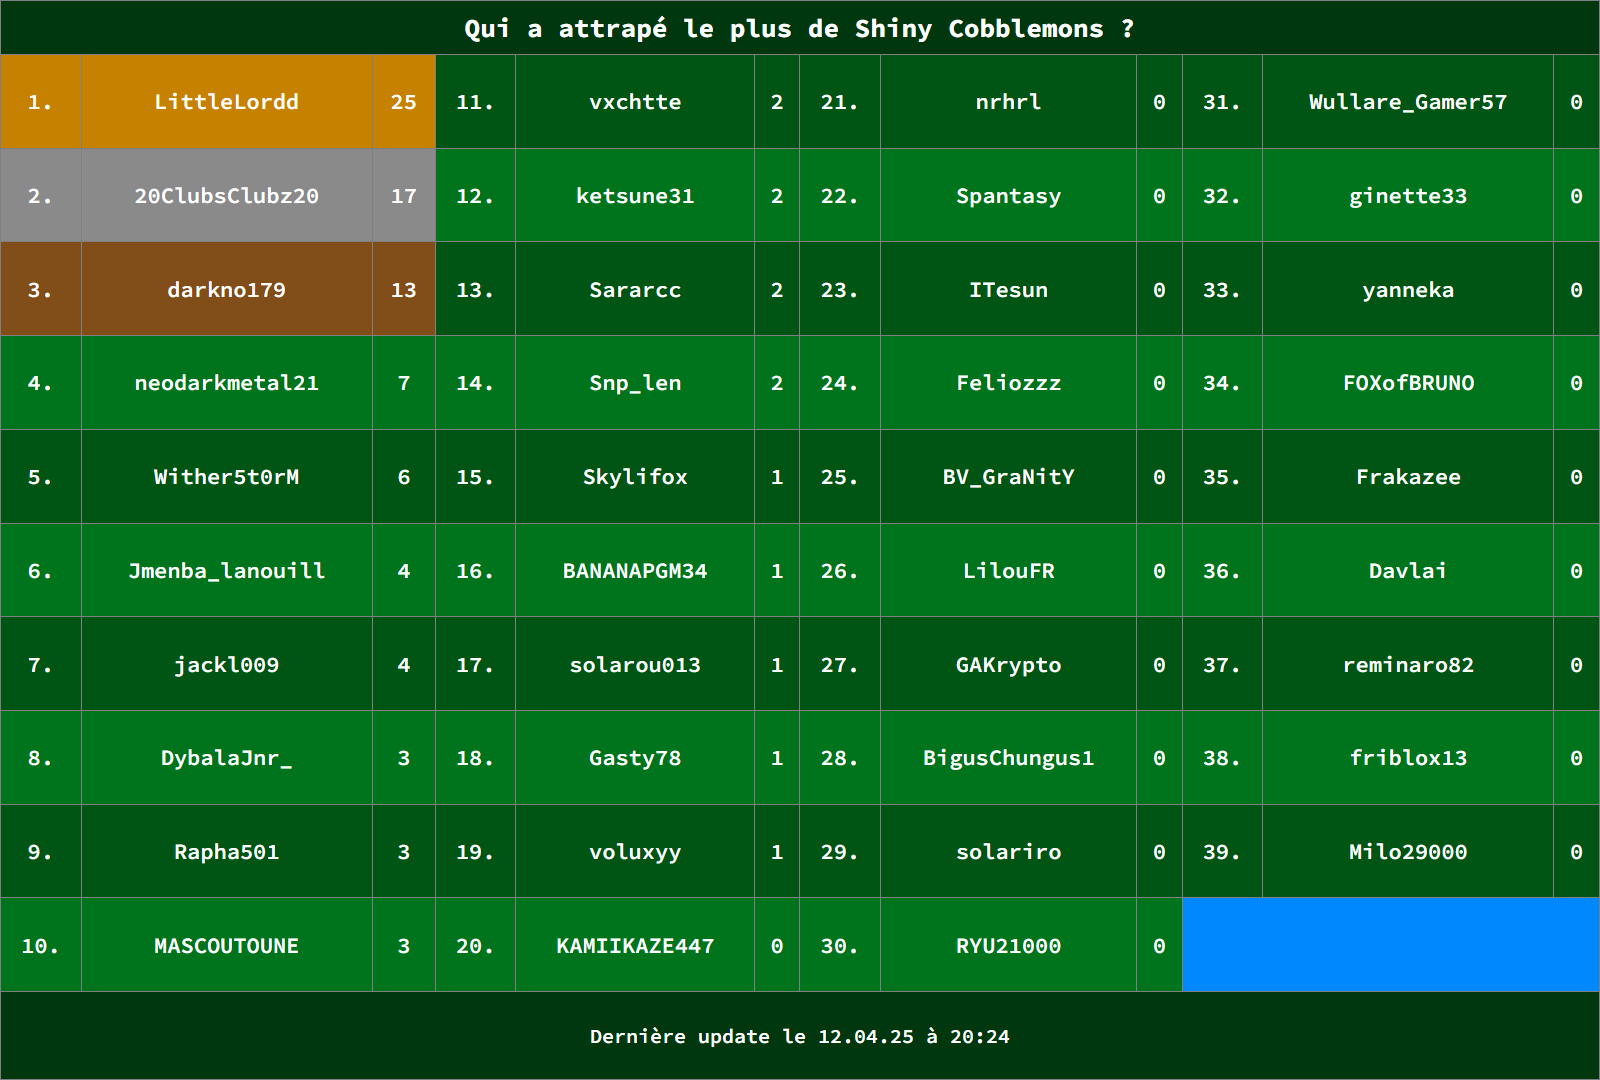 Qui a attrapé le plus de Shiny Cobblemons ?
1. LittleLordd 25 11. vxchtte 2 21. nrhrl 0 31. Wullare_Gamer57 0
2. 20ClubsClubz20 17 12. ketsune31 2 22. Spantasy 0 32. ginette33 0
3. darkno179 13 13. Sararcc 2 23. ITesun 0 33. yanneka 0
4. neodarkmetal21 7 14. Snp_len 2 24. Feliozzz 0 34. FOXofBRUNO 0
5. Wither5t0rM 6 15. Skylifox 1 25. BV_GraNitY 0 35. Frakazee 0
6. Jmenba_lanouill 4 16. BANANAPGM34 1 26. LilouFR 0 36. Davlai 0
7. jackl009 4 17. solarou013 1 27. GAKrypto 0 37. reminaro82 0
8. DybalaJnr_ 3 18. Gasty78 1 28. BigusChungus1 0 38. friblox13 0
9. Rapha501 3 19. voluxyy 1 29. solariro 0 39. Milo29000 0
10. MASCOUTOUNE 3 20. KAMIIKAZE447 0 30. RYU21000 0
Dernière update le 12.04.25 à 20:24